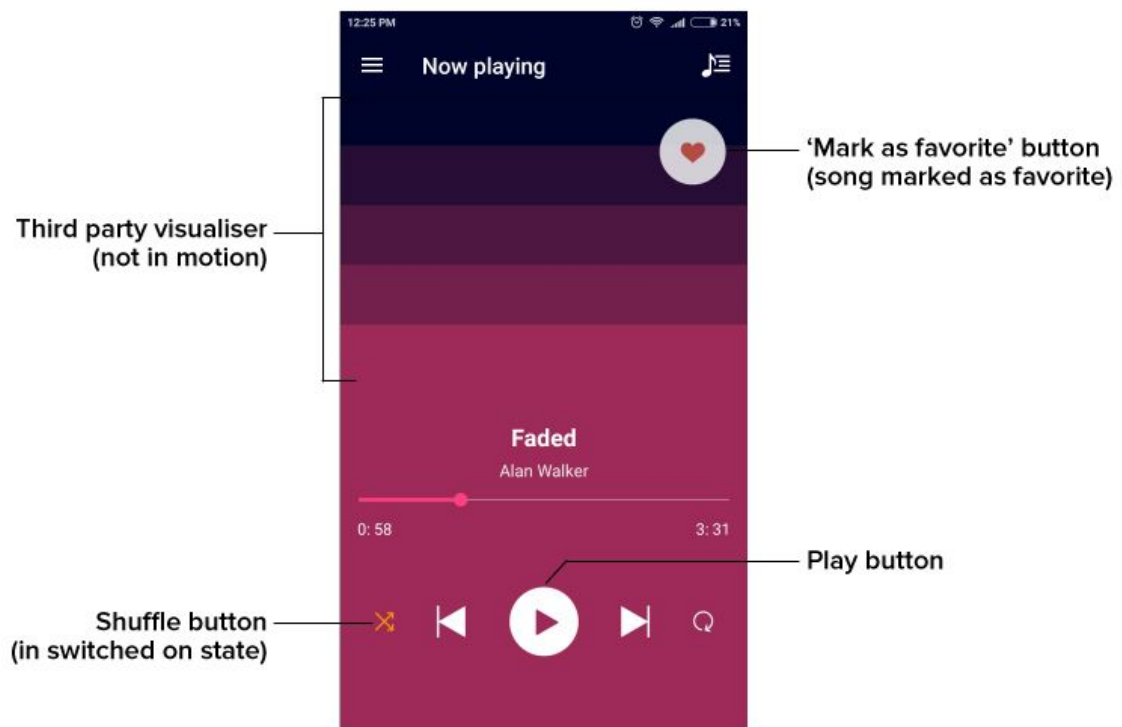 12:25 PM 21%
Now playing
'Mark as favorite' button
(song marked as favorite)
Third party visualiser
(not in motion)
Faded
Alan Walker
0: 58 3: 31
Play button
Shuffle button
(in switched on state)